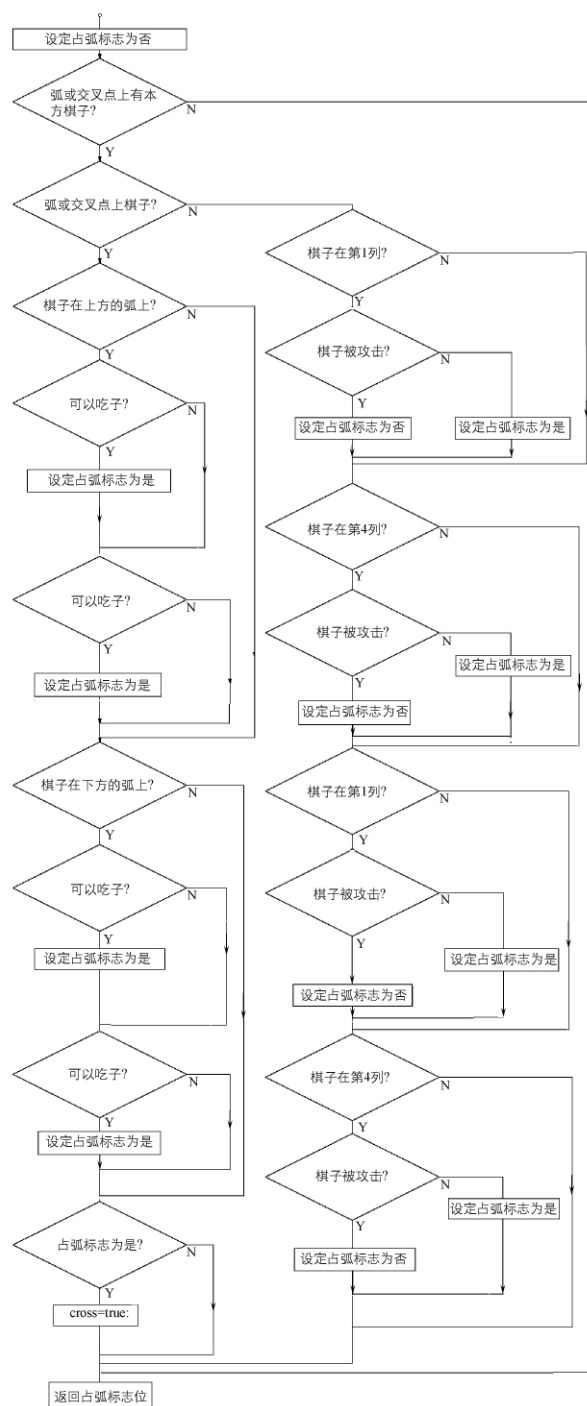 设定占弧标志为否
弧或交叉点上有本
方棋子?
N
Y
弧或交叉点上棋子?
N
Y
棋子在上方的弧上?
N
Y
可以吃子?
N
Y
设定占弧标志为是
可以吃子?
N
Y
设定占弧标志为是
棋子在下方的弧上?
N
Y
可以吃子?
N
Y
设定占弧标志为是
可以吃子?
N
Y
设定占弧标志为是
占弧标志为是?
N
Y
cross=true:
返回占弧标志位
棋子在第1列?
N
Y
棋子被攻击?
N
Y
设定占弧标志为否
设定占弧标志为是
棋子在第4列?
N
Y
棋子被攻击?
N
Y
设定占弧标志为是
设定占弧标志为否
棋子在第1列?
N
Y
棋子被攻击?
N
Y
设定占弧标志为是
设定占弧标志为否
棋子在第4列?
N
Y
棋子被攻击?
N
Y
设定占弧标志为是
设定占弧标志为否